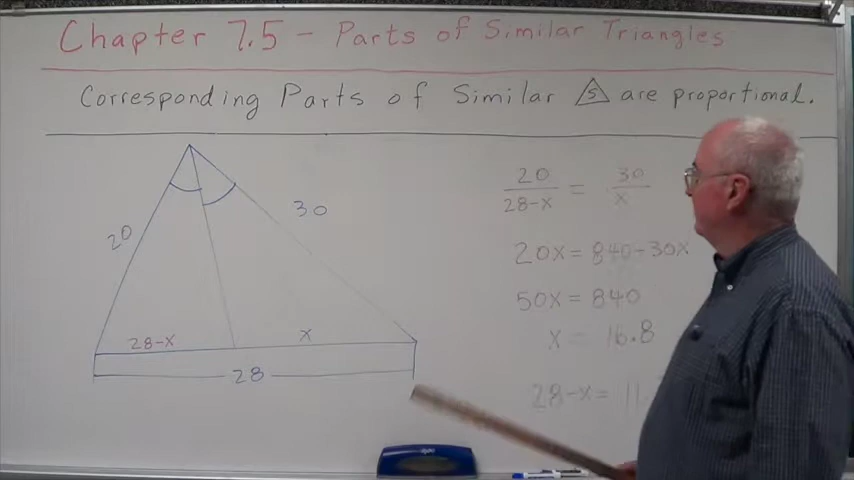 Chapter 7.5 - Parts of Similar Triangles
Corresponding Parts of Similar △s are proportional.
20
30
28-x
x
28
20/28-x = 30/x
20x = 840-30x
50x = 840
x = 16.8
28-x = 11.